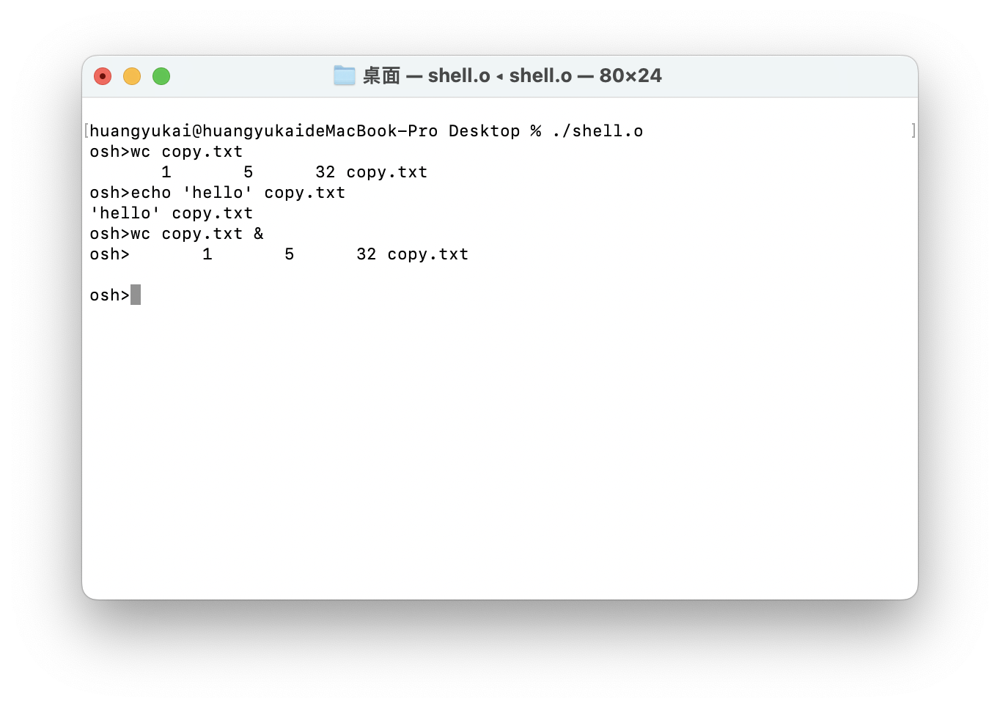 桌面 — shell.o ◂ shell.o — 80×24
[huangyukai@huangyukaideMacBook-Pro Desktop % ./shell.o ]
osh>wc copy.txt
       1       5      32 copy.txt
osh>echo 'hello' copy.txt
'hello' copy.txt
osh>wc copy.txt &
osh>       1       5      32 copy.txt
osh>